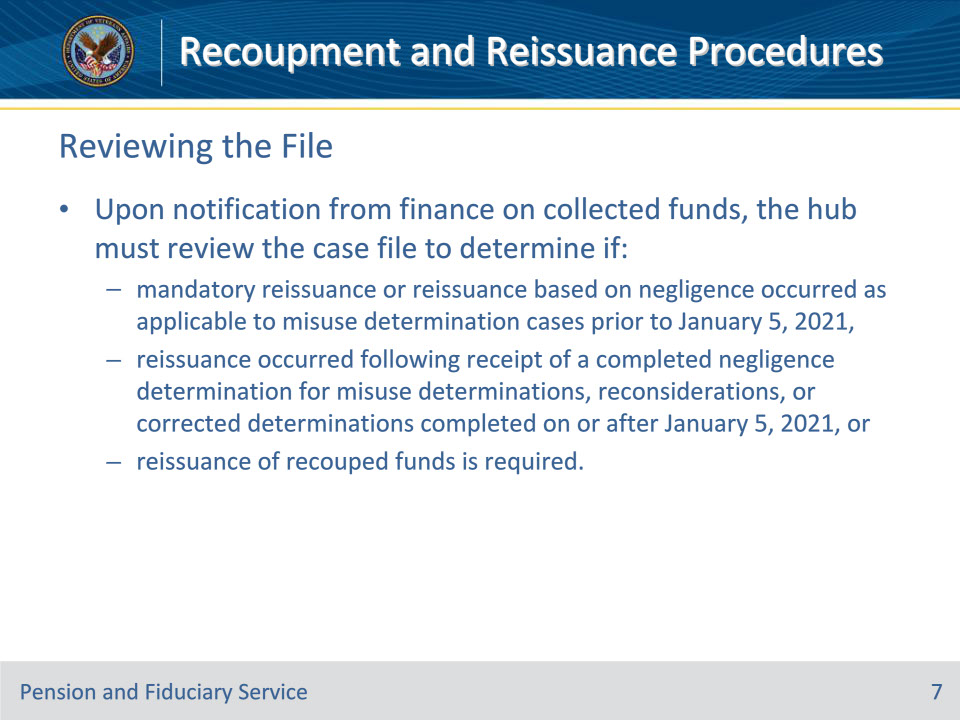 Recoupment and Reissuance Procedures
Reviewing the File
• Upon notification from finance on collected funds, the hub
must review the case file to determine if:
– mandatory reissuance or reissuance based on negligence occurred as
applicable to misuse determination cases prior to January 5, 2021,
– reissuance occurred following receipt of a completed negligence
determination for misuse determinations, reconsiderations, or
corrected determinations completed on or after January 5, 2021, or
– reissuance of recouped funds is required.
Pension and Fiduciary Service
7